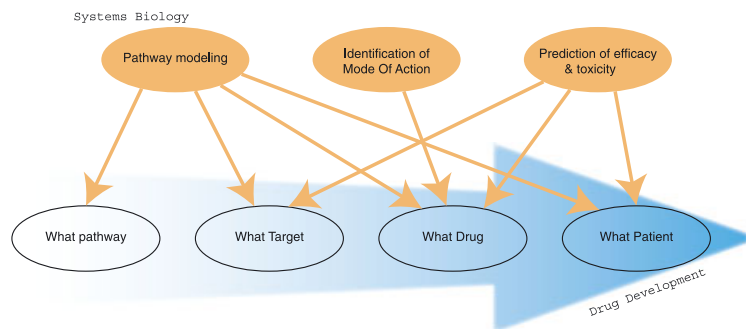 Systems Biology
Pathway modeling
Identification of
Mode Of Action
Prediction of efficacy
& toxicity
What pathway
What Target
What Drug
What Patient
Drug Development